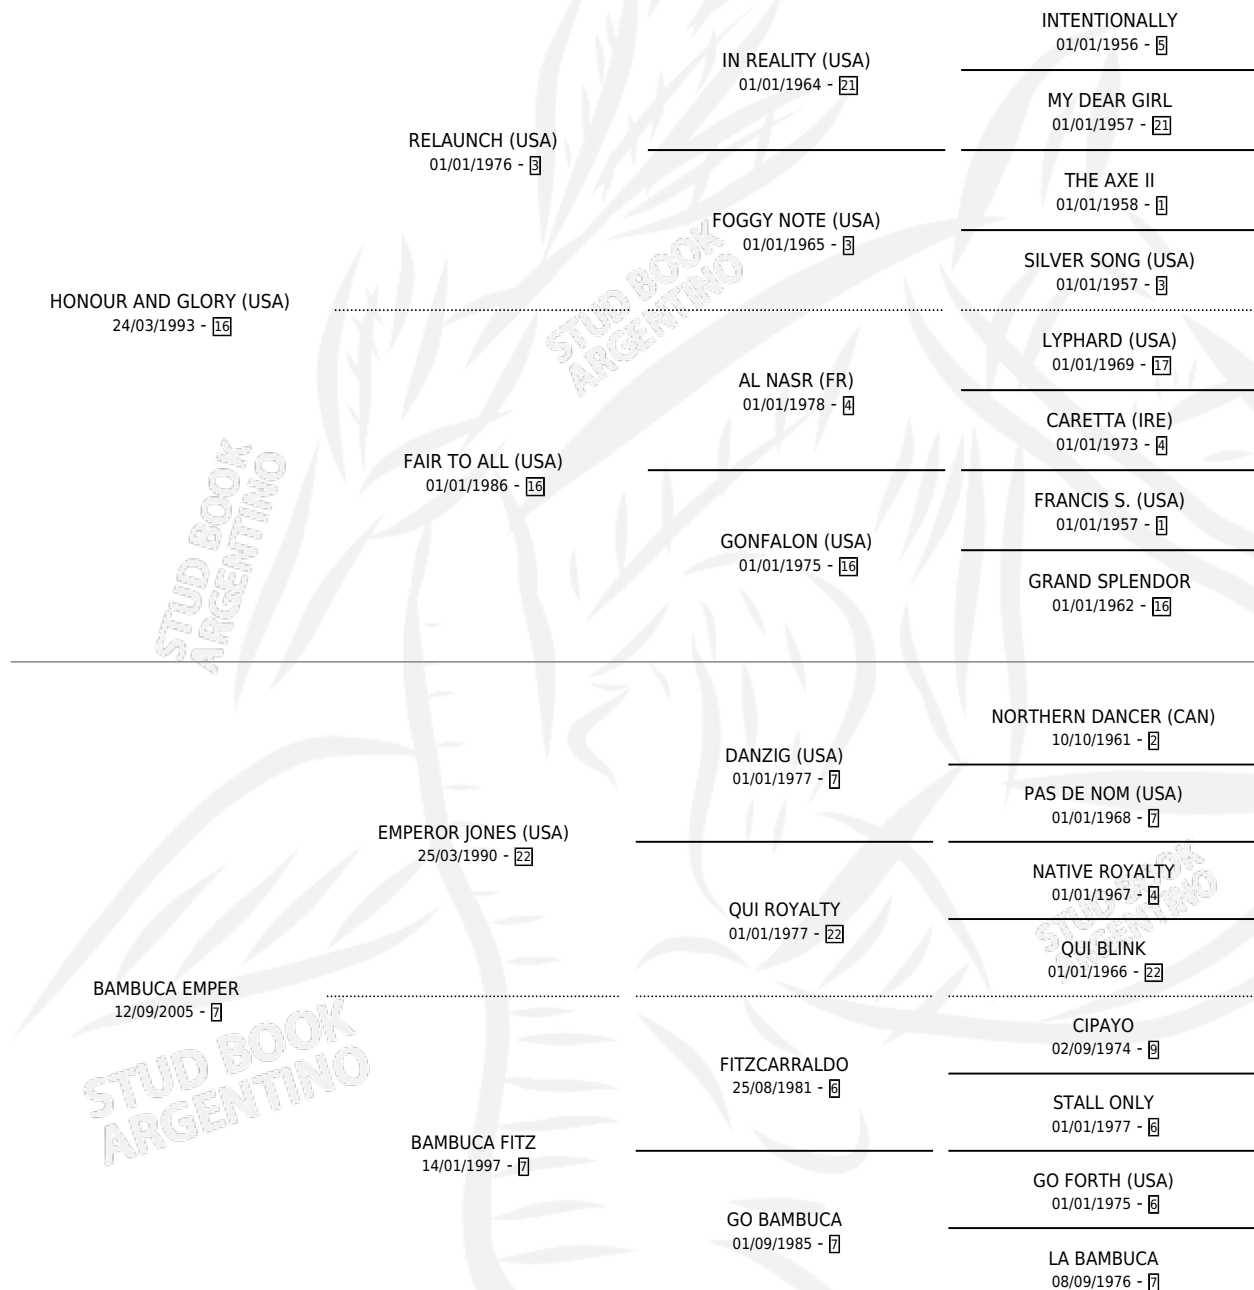 INTENTIONALLY
01/01/1956 - 5
IN REALITY (USA)
01/01/1964 - 21
MY DEAR GIRL
01/01/1957 - 21
RELAUNCH (USA)
01/01/1976 - 3
THE AXE II
01/01/1958 - 1
FOGGY NOTE (USA)
01/01/1965 - 3
SILVER SONG (USA)
01/01/1957 - 3
HONOUR AND GLORY (USA)
24/03/1993 - 16
LYPHARD (USA)
01/01/1969 - 17
AL NASR (FR)
01/01/1978 - 4
CARETTA (IRE)
01/01/1973 - 4
FAIR TO ALL (USA)
01/01/1986 - 16
FRANCIS S. (USA)
01/01/1957 - 1
GONFALON (USA)
01/01/1975 - 16
GRAND SPLENDOR
01/01/1962 - 16
NORTHERN DANCER (CAN)
10/10/1961 - 2
DANZIG (USA)
01/01/1977 - 7
PAS DE NOM (USA)
01/01/1968 - 7
EMPEROR JONES (USA)
25/03/1990 - 22
NATIVE ROYALTY
01/01/1967 - 4
QUI ROYALTY
01/01/1977 - 22
QUI BLINK
01/01/1966 - 22
BAMBUCA EMPER
12/09/2005 - 7
CIPAYO
02/09/1974 - 9
FITZCARRALDO
25/08/1981 - 6
STALL ONLY
01/01/1977 - 6
BAMBUCA FITZ
14/01/1997 - 7
GO FORTH (USA)
01/01/1975 - 6
GO BAMBUCA
01/09/1985 - 7
LA BAMBUCA
08/09/1976 - 7
STUD BOOK
ARGENTINO
STUD BOOK
ARGENTINO
STUD BOOK
ARGENTINO
STUD BOOK
ARGENTINO